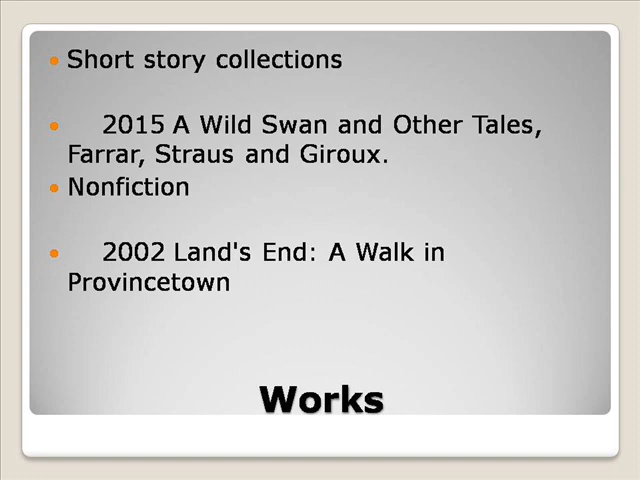 Short story collections
2015 A Wild Swan and Other Tales,
Farrar, Straus and Giroux.
Nonfiction
2002 Land's End: A Walk in
Provincetown
Works